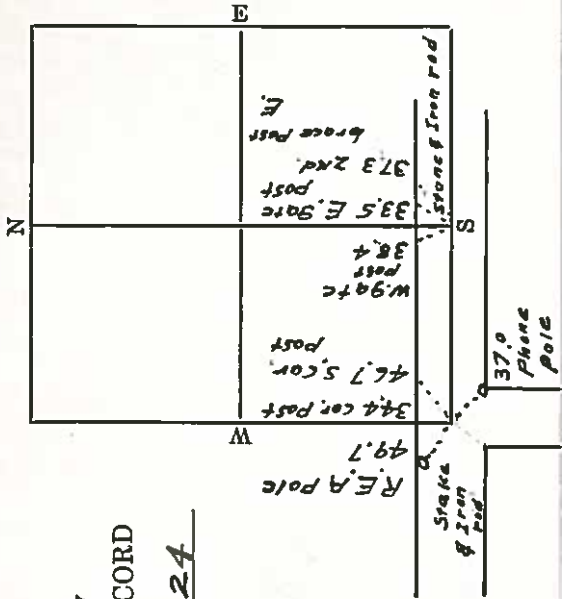 N
E
W
S
CORD
24
R.E.A Pole
49.7
34.4 cor. Post
46.7 S. cor
Post
W. gate
post
38.4
33.5 E. gate
post
37.3 2nd
brace Post
E.
Stone & Iron rod
Stake
& Iron
rod
37.0
Phone
Pole